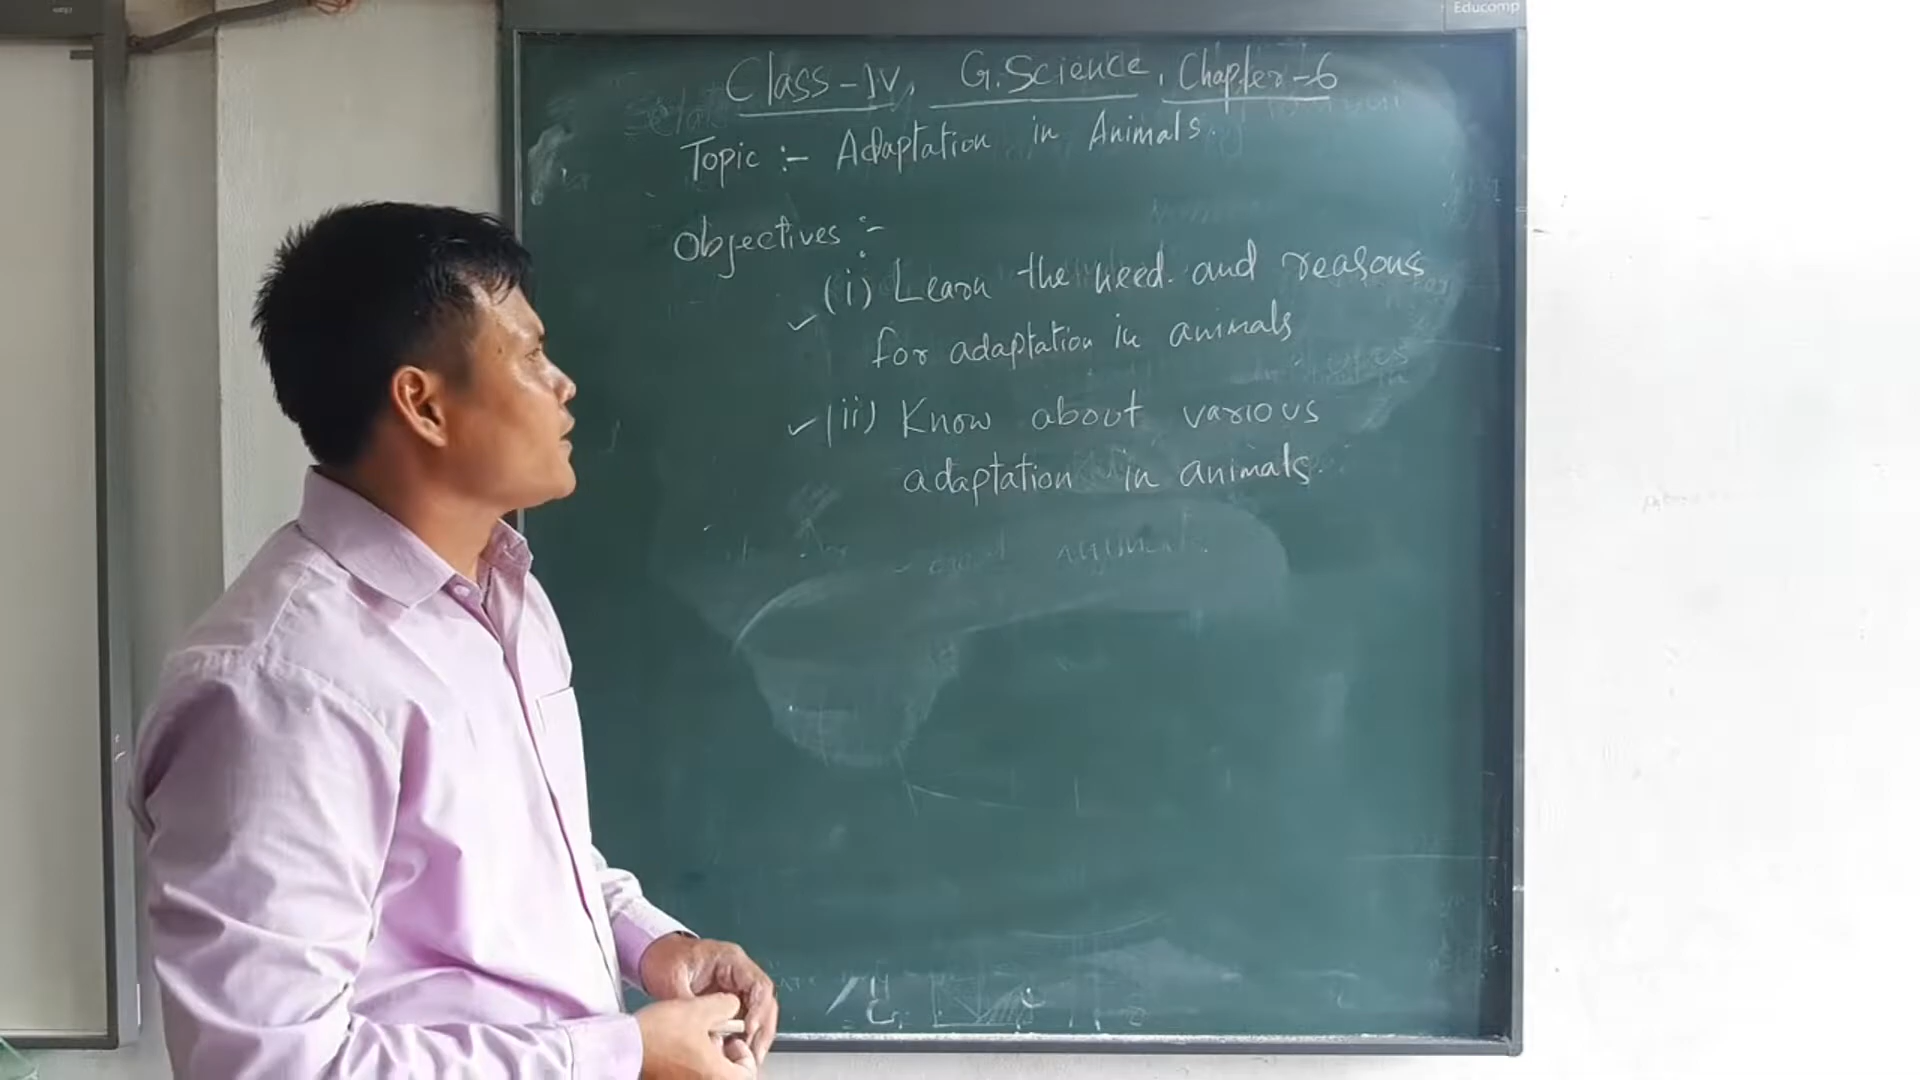 Educomp
Class-IV, G.Science, Chapter-6
Topic :- Adaptation in Animals.
Objectives :-
(i) Learn the need and reasons
for adaptation in animals
(ii) Know about various
adaptation in animals.